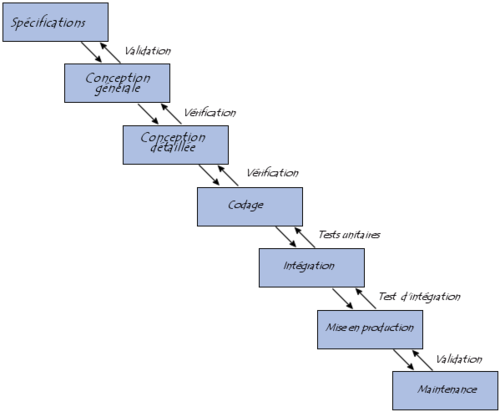 Spécifications
Validation
Conception
générale
Vérification
Conception
détaillée
Vérification
Codage
Tests unitaires
Intégration
Test d'intégration
Mise en production
Validation
Maintenance